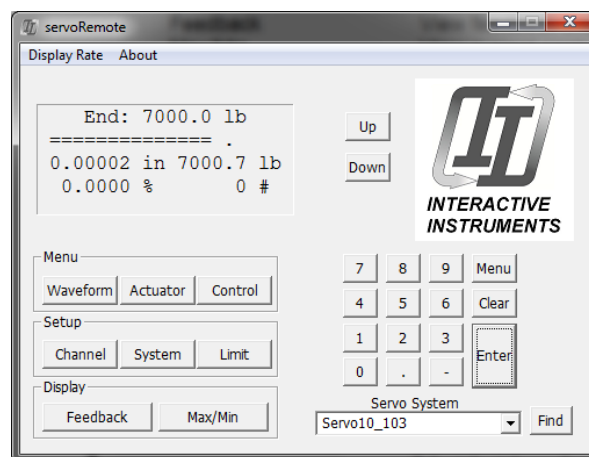 servoRemote
Display Rate About
End: 7000.0 lb
============== .
0.00002 in 7000.7 lb
0.0000 % 0 #
Up
Down
INTERACTIVE
INSTRUMENTS
Menu
Waveform Actuator Control
Setup
Channel System Limit
Display
Feedback Max/Min
7 8 9 Menu
4 5 6 Clear
1 2 3 Enter
0 . -
Servo System
Servo10_103 Find